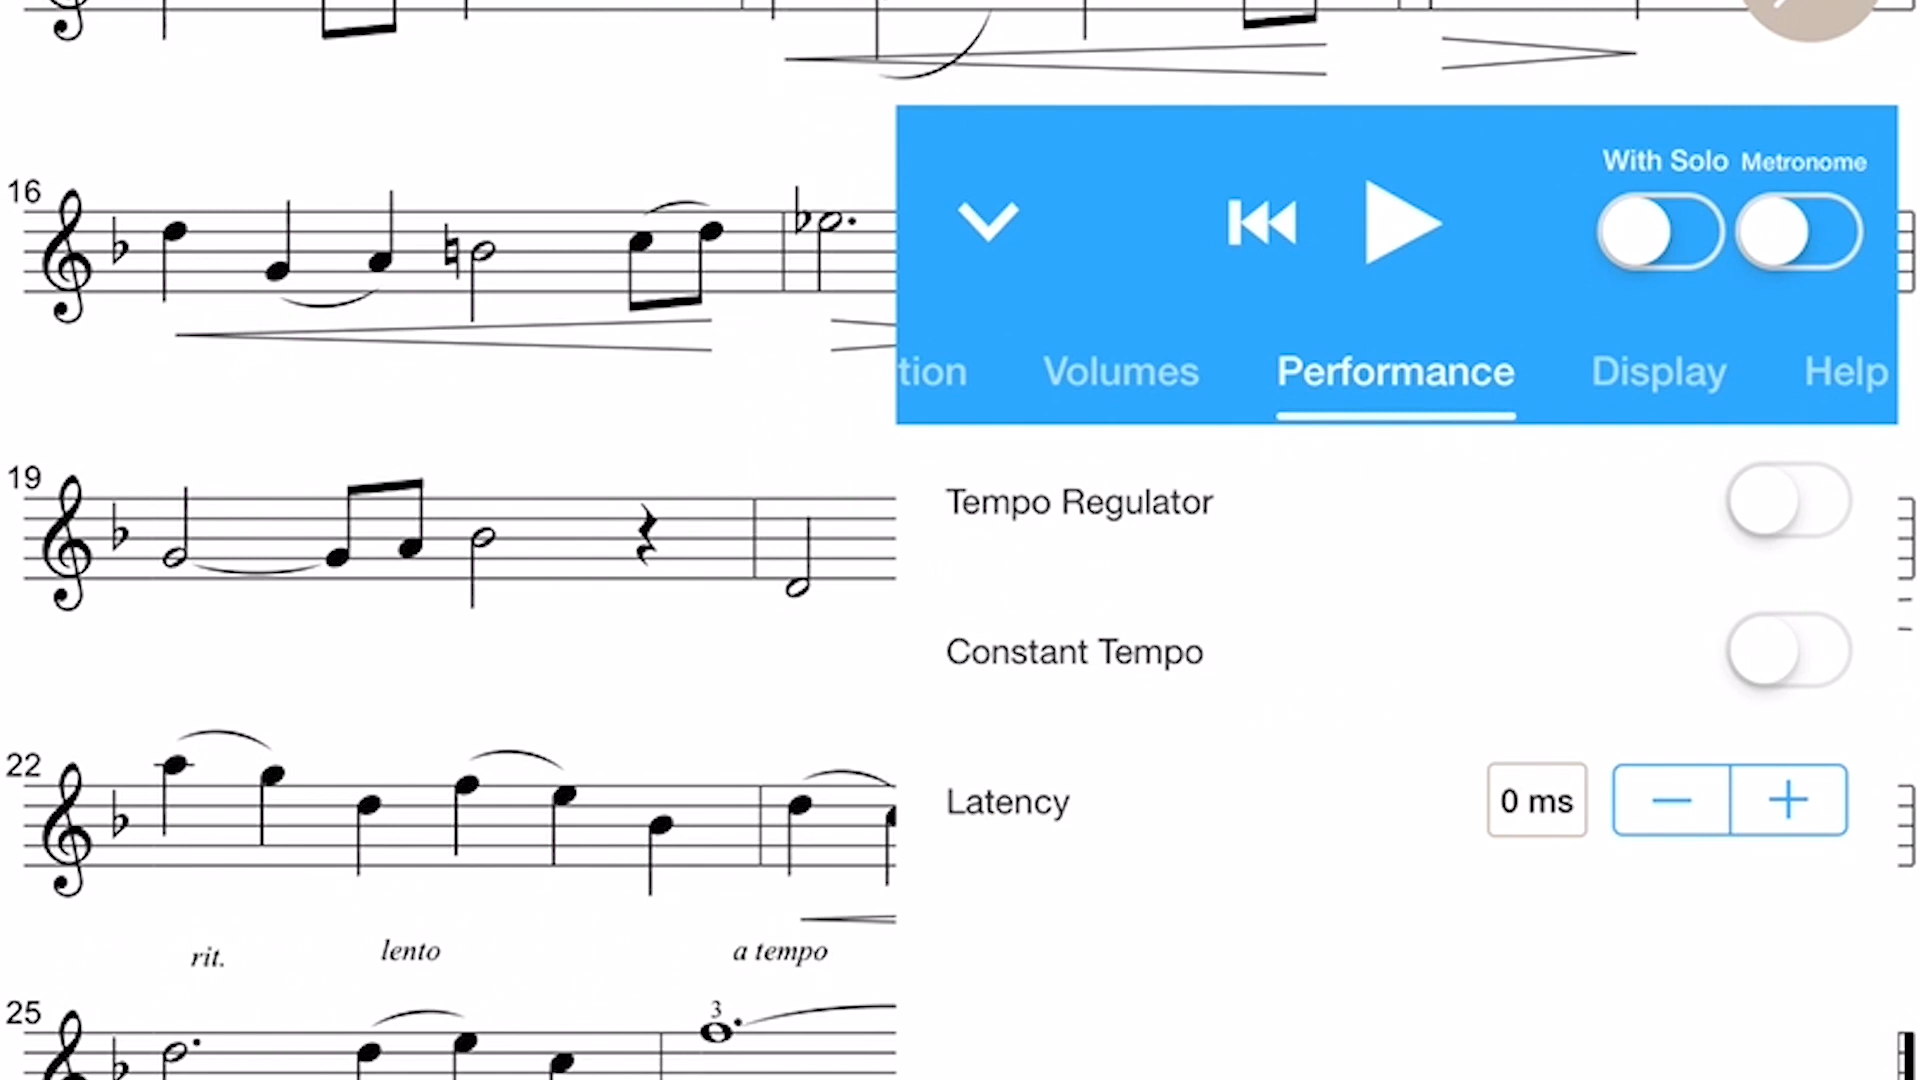 16
With Solo Metronome
tion Volumes Performance Display Help
19
Tempo Regulator
Constant Tempo
22
Latency 0 ms − +
rit. lento a tempo
25
3